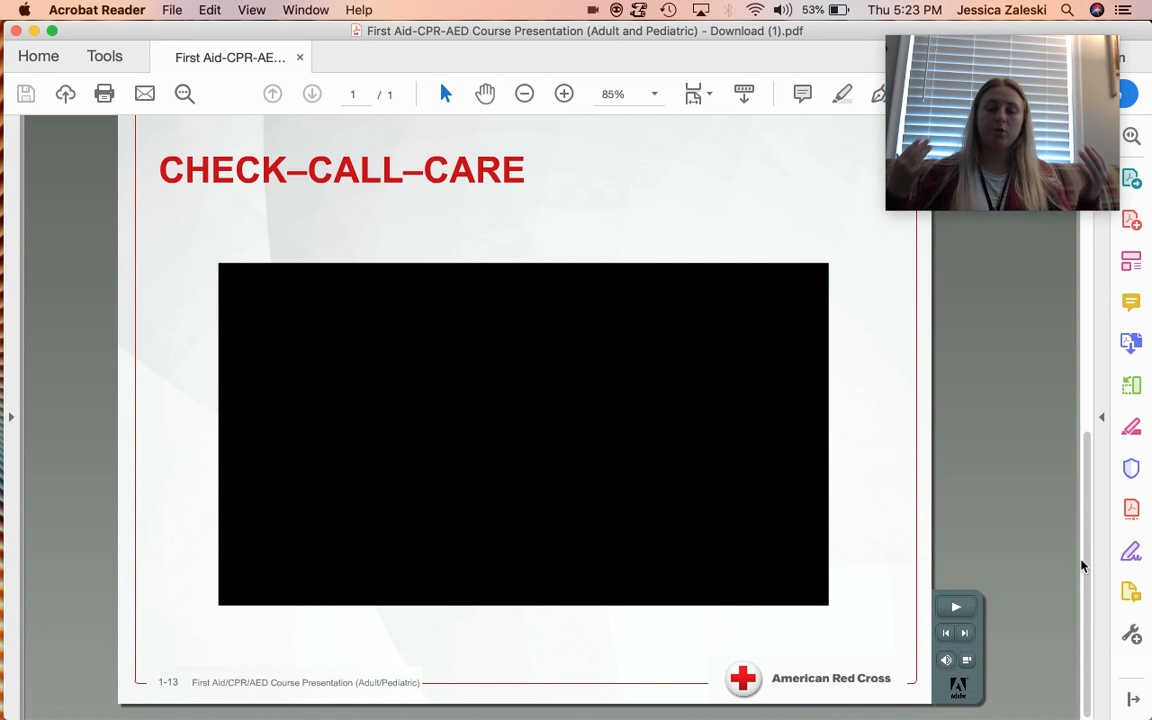 Acrobat Reader File Edit View Window Help 53% Thu 5:23 PM Jessica Zaleski
First Aid-CPR-AED Course Presentation (Adult and Pediatric) - Download (1).pdf
Home Tools First Aid-CPR-AE... ×
1 / 1 85%
CHECK–CALL–CARE
1-13 First Aid/CPR/AED Course Presentation (Adult/Pediatric) American Red Cross
Adobe